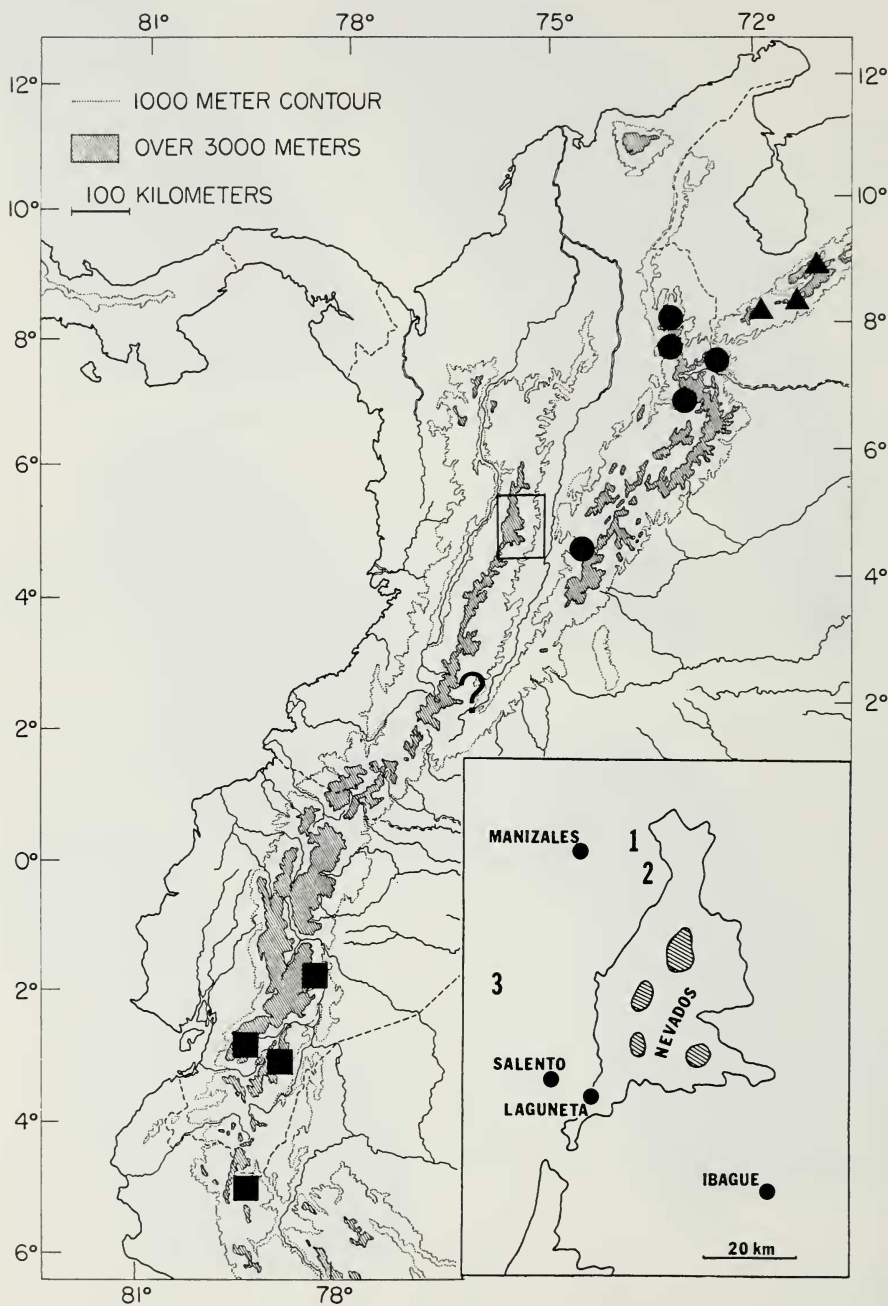 81° 78° 75° 72°
12° 12°
1000 METER CONTOUR
OVER 3000 METERS
100 KILOMETERS
10° 10°
8° 8°
6° 6°
4° 4°
?
2° 2°
MANIZALES 1
2
0°
3
2°
NEVADOS
SALENTO
LAGUNETA
4°
IBAGUE
20 km
6°
81° 78°